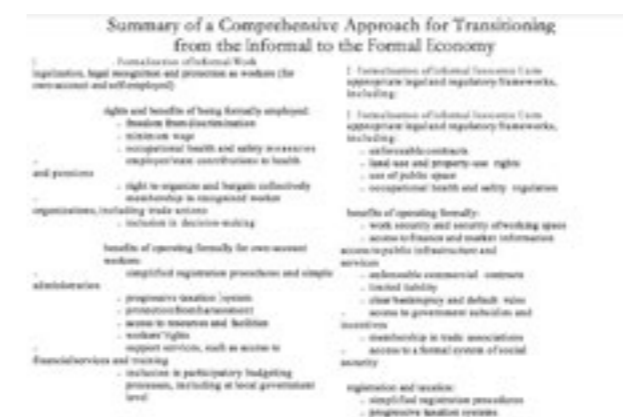 Summary of a Comprehensive Approach for Transitioning
from the Informal to the Formal Economy
Formalization of Informal Work
legalization, legal recognition and protection as workers (for
own-account and self-employed)
rights and benefits of being formally employed:
- freedom from discrimination
- minimum wage
- occupational health and safety measures
- employer/state contributions to health
and pensions
- right to organize and bargain collectively
- membership in recognized worker
organizations, including trade unions
- inclusion in decision-making
benefits of operating formally for own-account
workers:
- simplified registration procedures and simple
administration
- progressive taxation system
- protection from harassment
- access to resources and facilities
- workers' rights
- support services, such as access to
financial services and training
- inclusion in participatory budgeting
processes, including at local government
level
Formalization of Informal Economic Units
appropriate legal and regulatory frameworks,
including:
Formalization of Informal Economic Units
appropriate legal and regulatory frameworks,
including:
- enforceable contracts
- land use and property use rights
- use of public space
- occupational health and safety regulation
benefits of operating formally:
- work security and security of working space
- access to finance and market information
access to public infrastructure and
services
- enforceable commercial contracts
- limited liability
- clear bankruptcy and default rules
- access to government subsidies and
incentives
- membership in trade associations
- access to a formal system of social
security
registration and taxation:
- simplified registration procedures
- progressive taxation systems